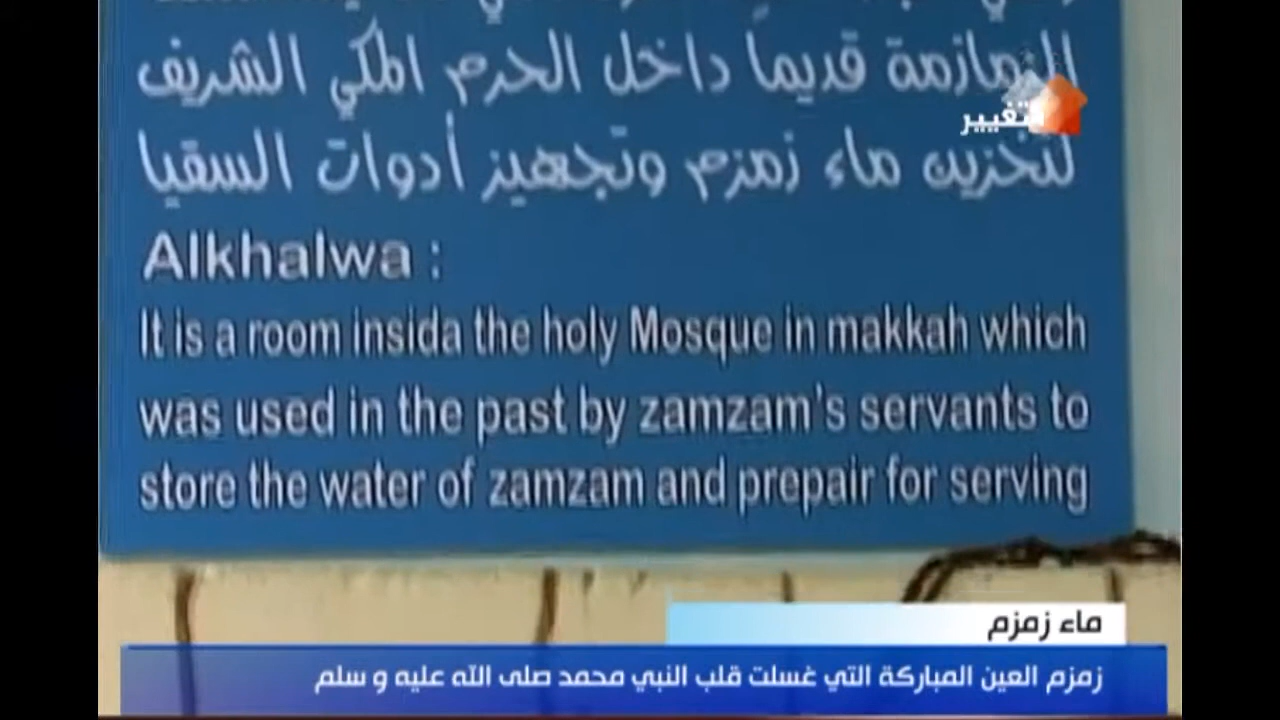 الزمازمة قديماً داخل الحرم المكي الشريف
التغيير
لتخزين ماء زمزم وتجهيز أدوات السقيا
Alkhalwa :
It is a room insida the holy Mosque in makkah which
was used in the past by zamzam's servants to
store the water of zamzam and prepair for serving
ماء زمزم
زمزم العين المباركة التي غسلت قلب النبي محمد صلى الله عليه و سلم